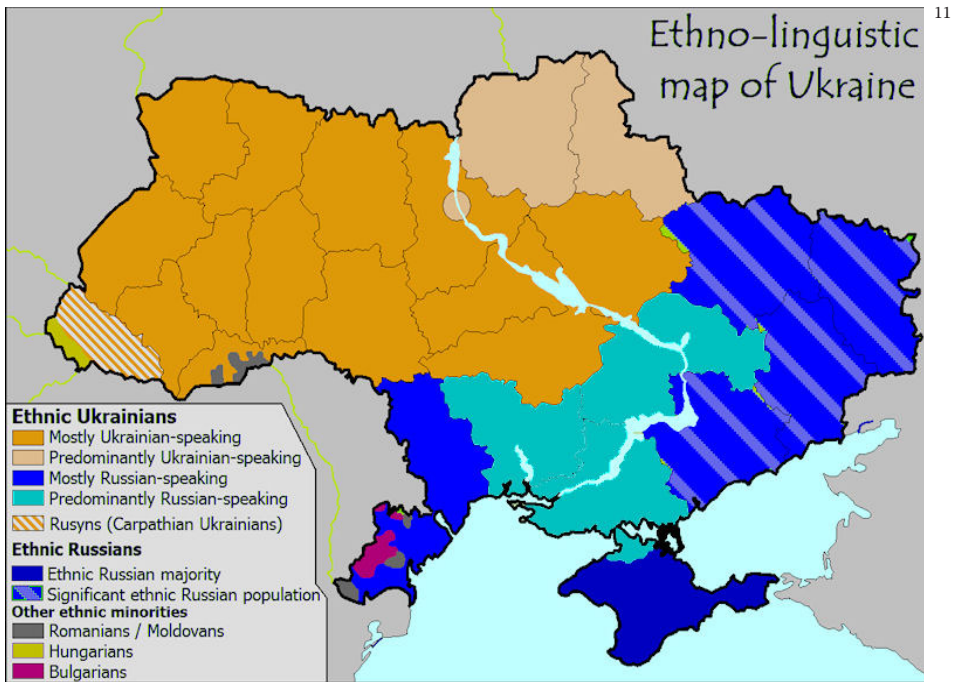 11
Ethno-linguistic
map of Ukraine
Ethnic Ukrainians
Mostly Ukrainian-speaking
Predominantly Ukrainian-speaking
Mostly Russian-speaking
Predominantly Russian-speaking
Rusyns (Carpathian Ukrainians)
Ethnic Russians
Ethnic Russian majority
Significant ethnic Russian population
Other ethnic minorities
Romanians / Moldovans
Hungarians
Bulgarians